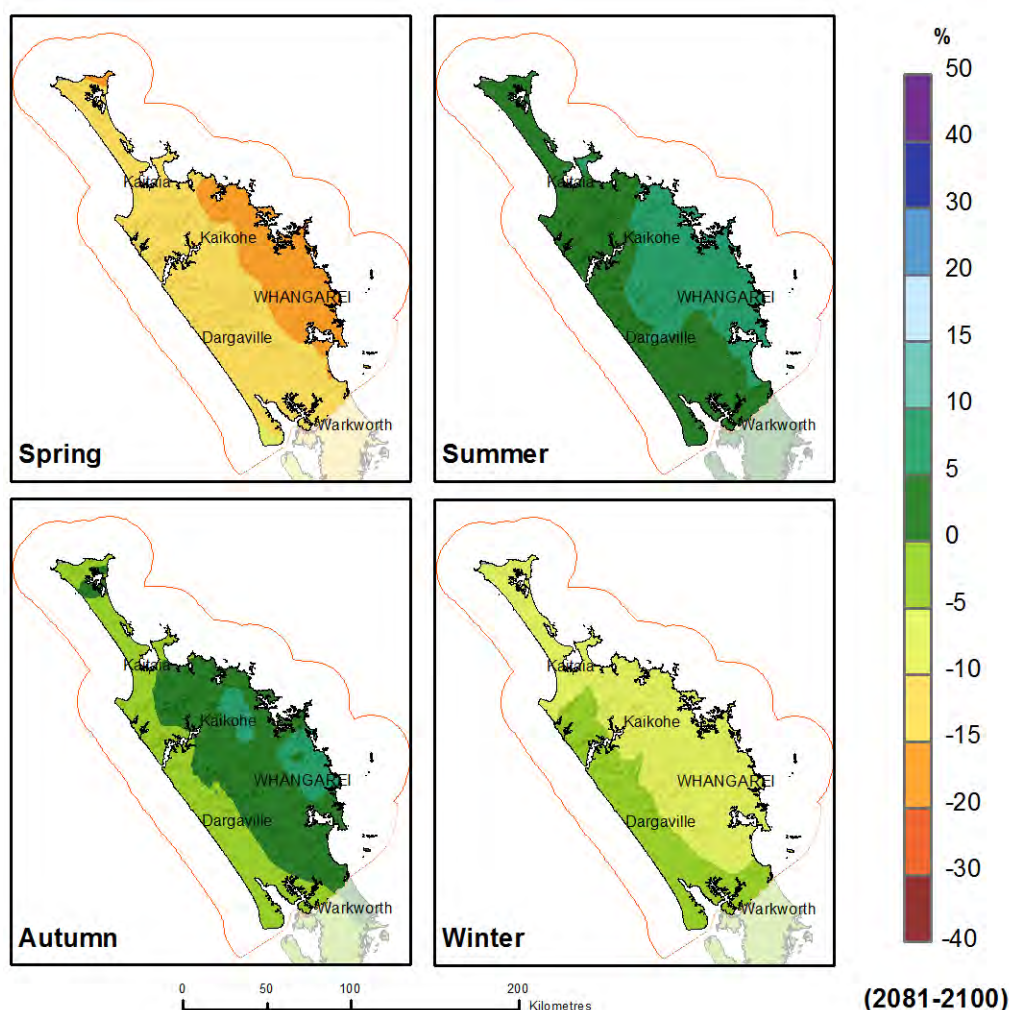 Kaitaia
Kaikohe
WHANGAREI
Dargaville
Warkworth
Spring
Kaitaia
Kaikohe
WHANGAREI
Dargaville
Warkworth
Summer
Kaitaia
Kaikohe
WHANGAREI
Dargaville
Warkworth
Autumn
Kaitaia
Kaikohe
WHANGAREI
Dargaville
Warkworth
Winter
%
50
40
30
20
15
10
5
0
-5
-10
-15
-20
-30
-40
0 50 100 200
Kilometres
(2081-2100)